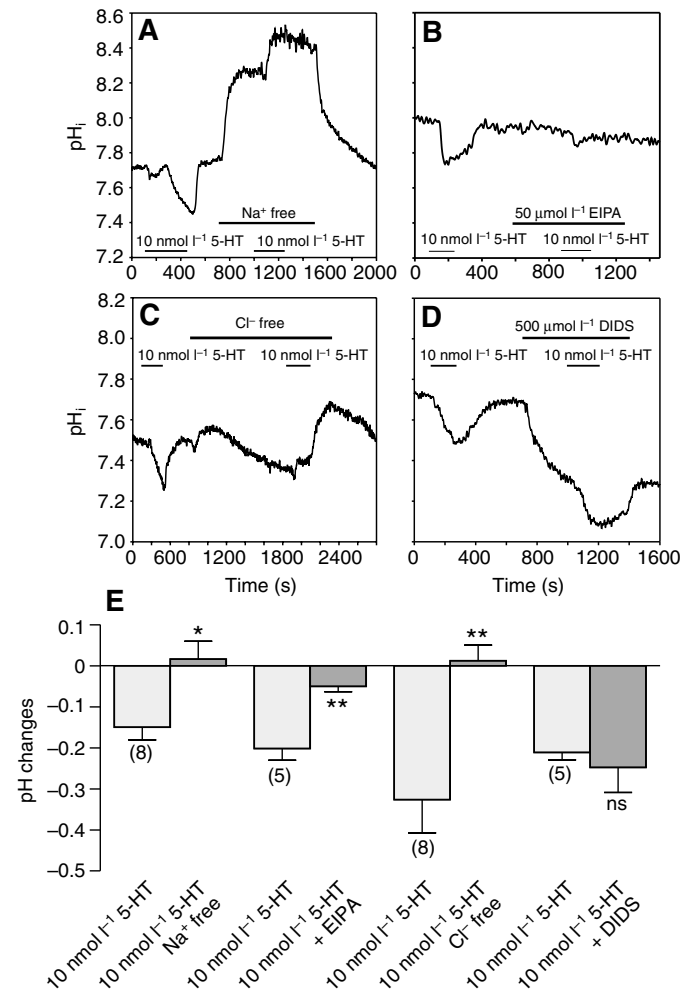 A
B
8.6
8.4
8.2
8.0
7.8
7.6
7.4
7.2
pHi
Na+ free
10 nmol l–1 5-HT
10 nmol l–1 5-HT
0 400 800 1200 1600 2000
50 μmol l–1 EIPA
10 nmol l–1 5-HT
10 nmol l–1 5-HT
0 400 800 1200
C
D
8.2
8.0
7.8
7.6
7.4
7.2
7.0
pHi
Cl– free
10 nmol l–1 5-HT
10 nmol l–1 5-HT
0 600 1200 1800 2400
Time (s)
500 μmol l–1 DIDS
10 nmol l–1 5-HT
10 nmol l–1 5-HT
0 400 800 1200 1600
Time (s)
E
0.1
0
–0.1
–0.2
–0.3
–0.4
–0.5
pH changes
(8)
*
(5)
**
(8)
**
(5)
ns
10 nmol l–1 5-HT
10 nmol l–1 5-HT
Na+ free
10 nmol l–1 5-HT
10 nmol l–1 5-HT
+ EIPA
10 nmol l–1 5-HT
10 nmol l–1 5-HT
Cl– free
10 nmol l–1 5-HT
10 nmol l–1 5-HT
+ DIDS